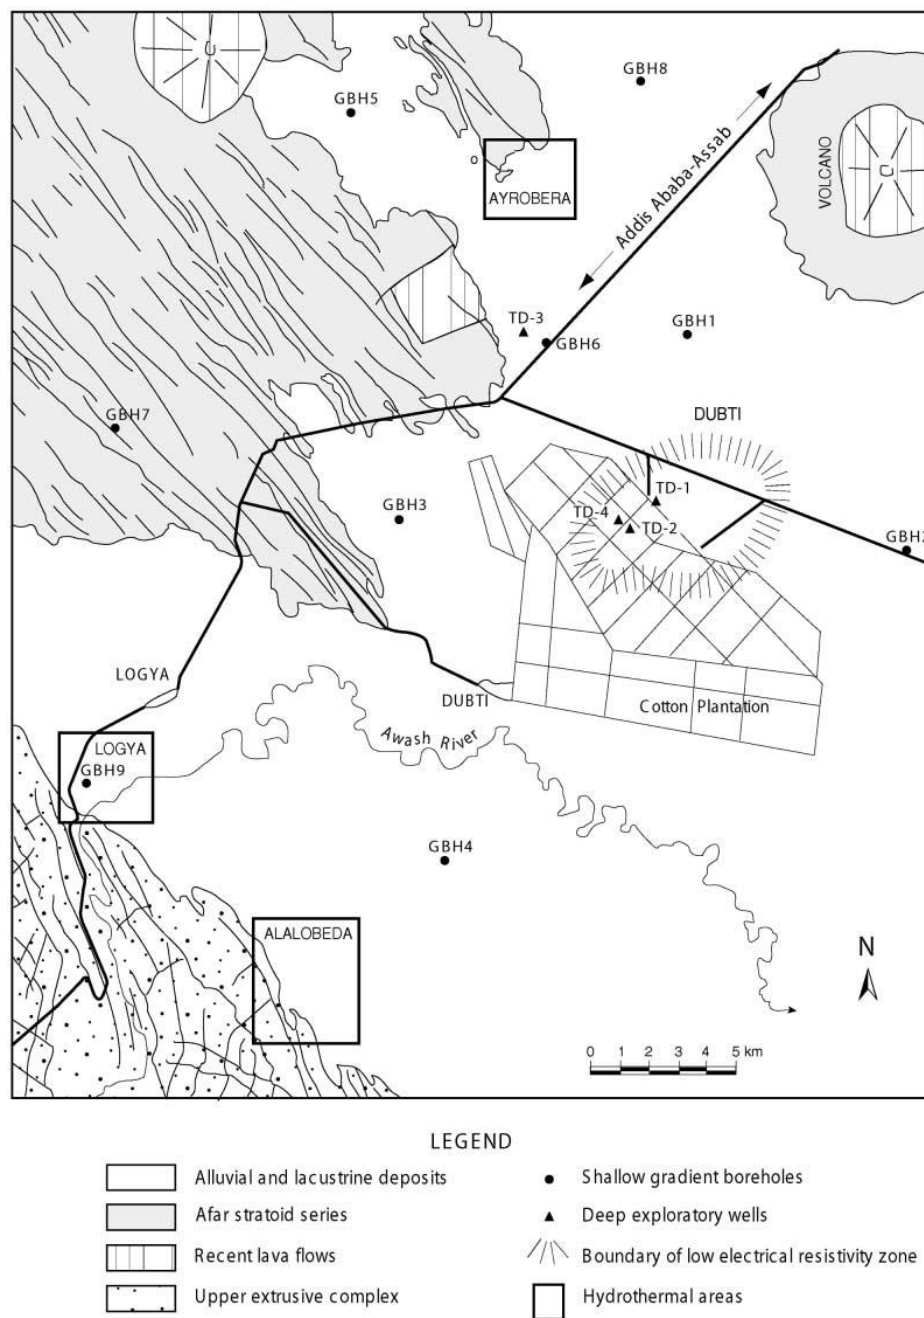 GBH8
GBH5
AYROBERA
Addis Ababa-Assab
VOLCANO
TD-3
GBH6
GBH1
GBH7
DUBTI
TD-1
GBH3
TD-4
TD-2
GBH2
LOGYA
DUBTI
Cotton Plantation
Awash River
LOGYA
GBH9
GBH4
ALALOBEDA
N
0 1 2 3 4 5 km
LEGEND
Alluvial and lacustrine deposits
Shallow gradient boreholes
Afar stratoid series
Deep exploratory wells
Recent lava flows
Boundary of low electrical resistivity zone
Upper extrusive complex
Hydrothermal areas